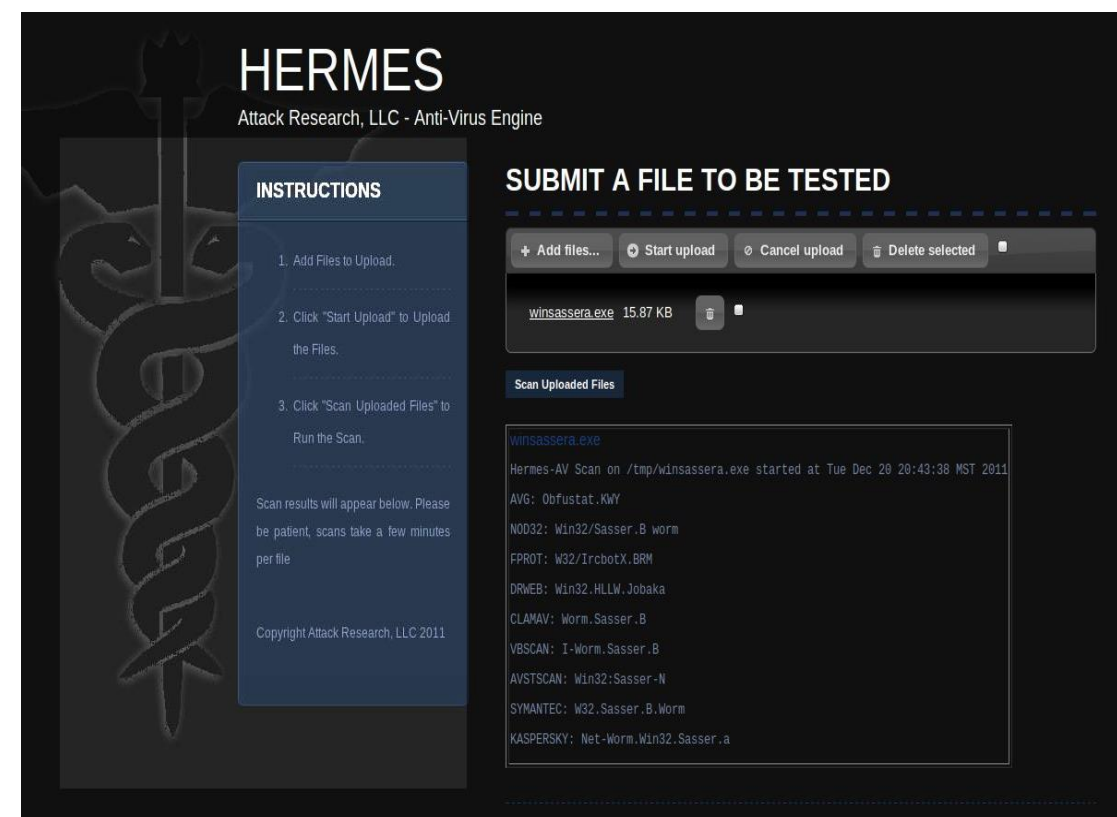 HERMES
Attack Research, LLC - Anti-Virus Engine
INSTRUCTIONS
1. Add Files to Upload.
2. Click "Start Upload" to Upload
the Files.
3. Click "Scan Uploaded Files" to
Run the Scan.
Scan results will appear below. Please
be patient, scans take a few minutes
per file
Copyright Attack Research, LLC 2011
SUBMIT A FILE TO BE TESTED
Add files... Start upload Cancel upload Delete selected
winsassera.exe 15.87 KB
Scan Uploaded Files
winsassera.exe
Hermes-AV Scan on /tmp/winsassera.exe started at Tue Dec 20 20:43:38 MST 2011
AVG: Obfustat.KWY
NOD32: Win32/Sasser.B worm
FPROT: W32/IrcbotX.BRM
DRWEB: Win32.HLLW.Jobaka
CLAMAV: Worm.Sasser.B
VBSCAN: I-Worm.Sasser.B
AVSTSCAN: Win32:Sasser-N
SYMANTEC: W32.Sasser.B.Worm
KASPERSKY: Net-Worm.Win32.Sasser.a